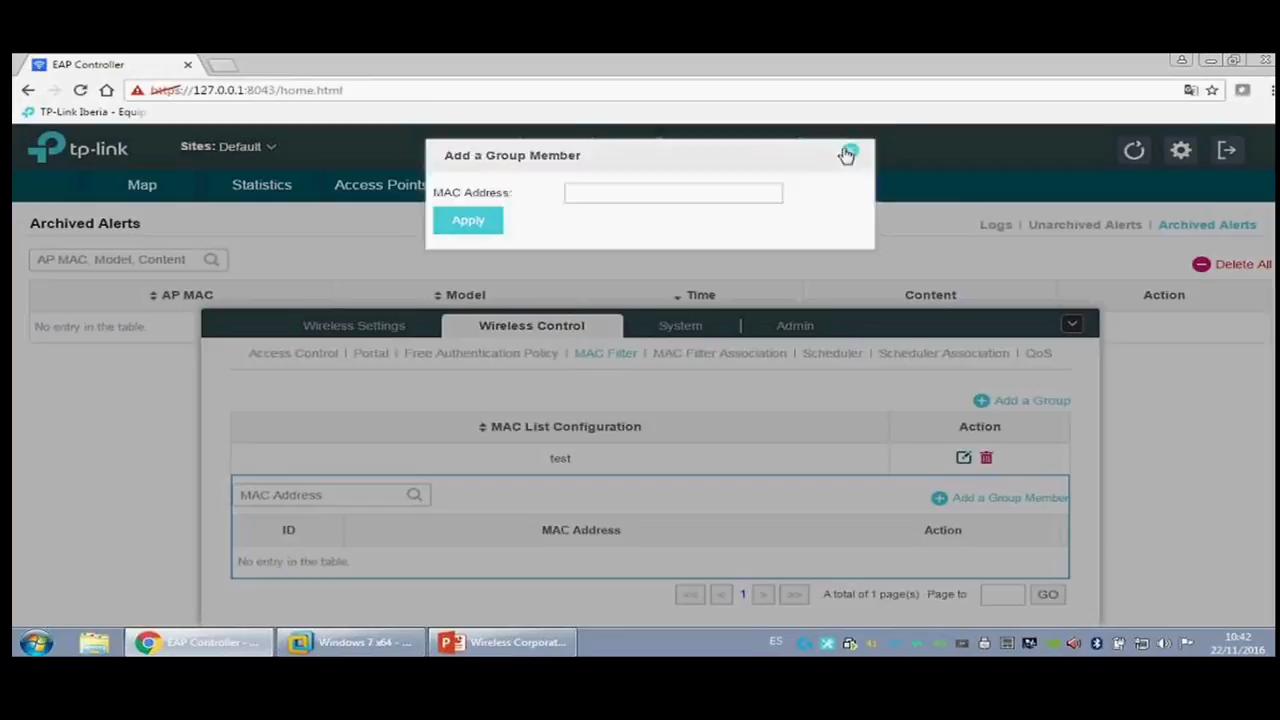 EAP Controller
https://127.0.0.1:8043/home.html
TP-Link Iberia - Equip
tp-link
Sites: Default
Map
Statistics
Access Points
Add a Group Member
MAC Address:
Apply
Archived Alerts
Logs | Unarchived Alerts | Archived Alerts
AP MAC, Model, Content
Delete All
AP MAC
Model
Time
Content
Action
No entry in the table.
Wireless Settings
Wireless Control
System
|
Admin
Access Control | Portal | Free Authentication Policy | MAC Filter | MAC Filter Association | Scheduler | Scheduler Association | QoS
Add a Group
MAC List Configuration
Action
test
MAC Address
Add a Group Member
ID
MAC Address
Action
No entry in the table.
<< < 1 > >> A total of 1 page(s) Page to GO
EAP Controller - ...
Windows 7 x64 - ...
Wireless Corporat...
ES
10:42
22/11/2016